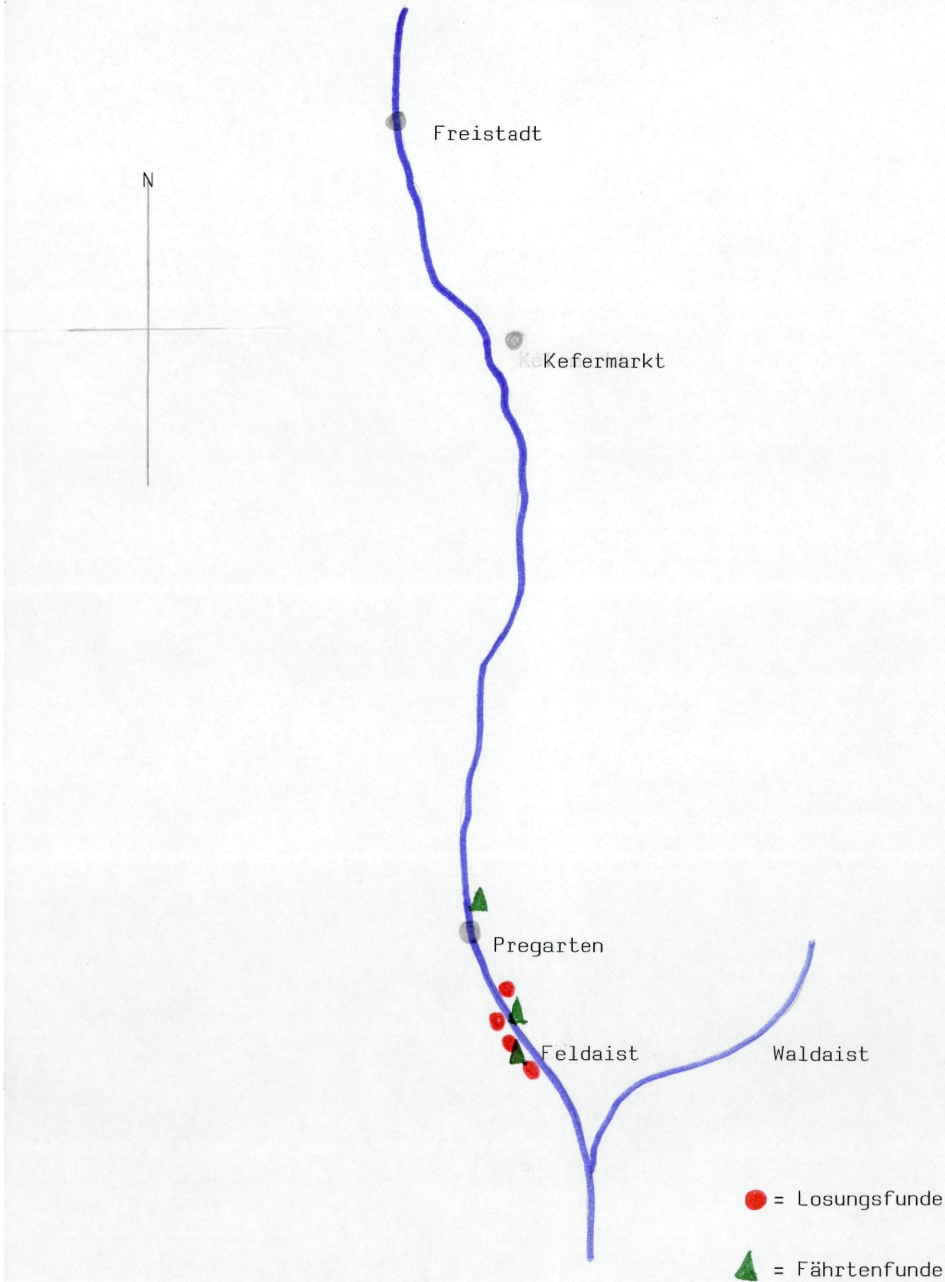 Freistadt
N
Kefermarkt
Pregarten
Feldaist
Waldaist
= Losungsfunde
= Fährtenfunde